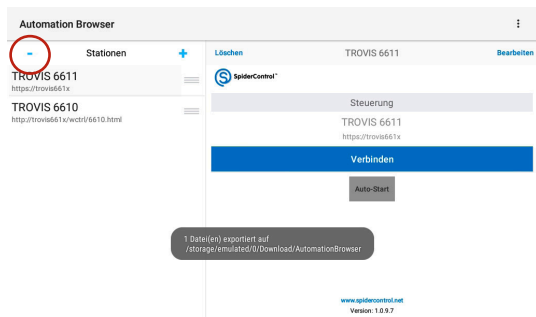 Automation Browser
- Stationen +
TROVIS 6611
https://trovis661x
TROVIS 6610
http://trovis661x/wctrl/6610.html
Löschen TROVIS 6611 Bearbeiten
SpiderControl™
Steuerung
TROVIS 6611
https://trovis661x
Verbinden
Auto-Start
1 Datei(en) exportiert auf
/storage/emulated/0/Download/AutomationBrowser
www.spidercontrol.net
Version: 1.0.9.7